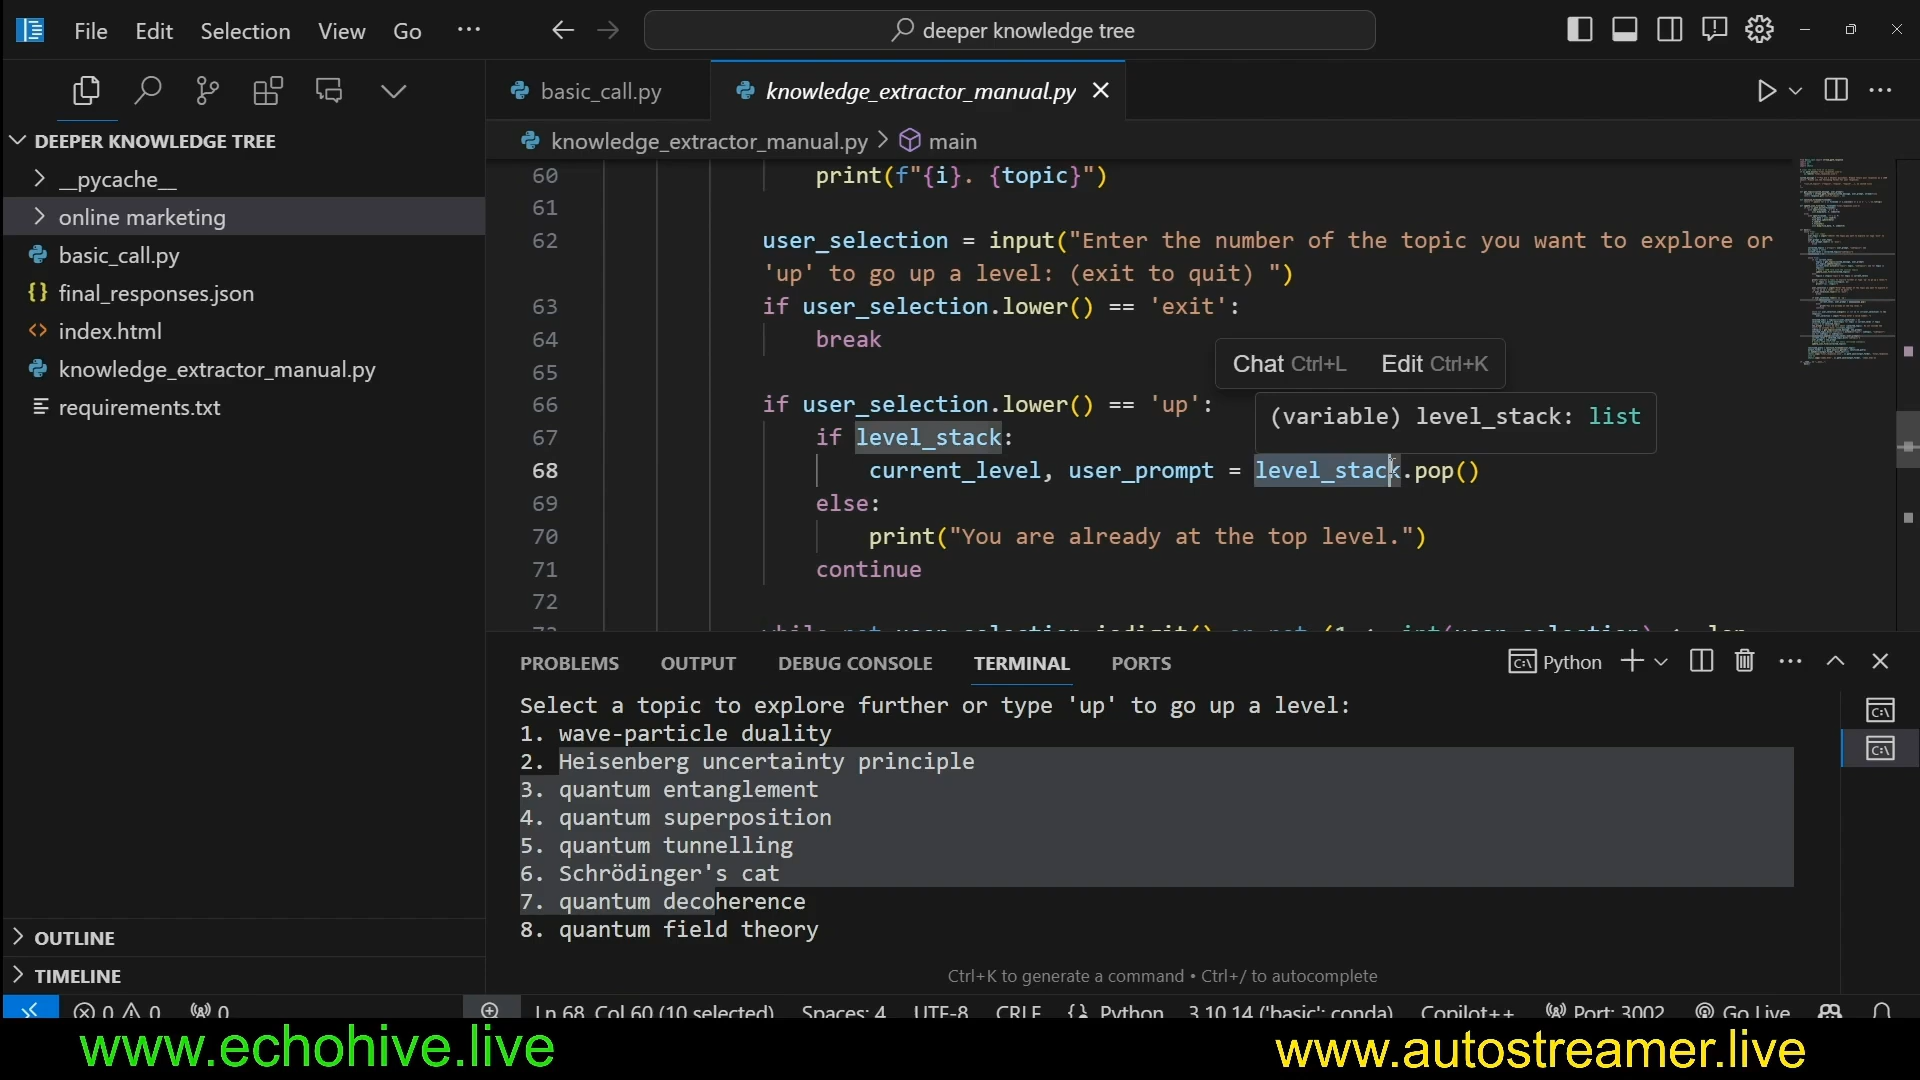 File Edit Selection View Go ... deeper knowledge tree
basic_call.py knowledge_extractor_manual.py
DEEPER KNOWLEDGE TREE
__pycache__
online marketing
basic_call.py
final_responses.json
index.html
knowledge_extractor_manual.py
requirements.txt
OUTLINE
TIMELINE
knowledge_extractor_manual.py > main
60 print(f"{i}. {topic}")
61
62 user_selection = input("Enter the number of the topic you want to explore or
'up' to go up a level: (exit to quit) ")
63 if user_selection.lower() == 'exit':
64 break
65
Chat Ctrl+L Edit Ctrl+K
66 if user_selection.lower() == 'up':
(variable) level_stack: list
67 if level_stack:
68 current_level, user_prompt = level_stack.pop()
69 else:
70 print("You are already at the top level.")
71 continue
72
PROBLEMS OUTPUT DEBUG CONSOLE TERMINAL PORTS Python
Select a topic to explore further or type 'up' to go up a level:
1. wave-particle duality
2. Heisenberg uncertainty principle
3. quantum entanglement
4. quantum superposition
5. quantum tunnelling
6. Schrödinger's cat
7. quantum decoherence
8. quantum field theory
Ctrl+K to generate a command • Ctrl+/ to autocomplete
0 0 0 Ln 68, Col 60 (10 selected) Spaces: 4 UTF-8 CRLF {} Python 3.10.14 ('basic': conda) Copilot++ Port: 3002 Go Live
www.echohive.live www.autostreamer.live